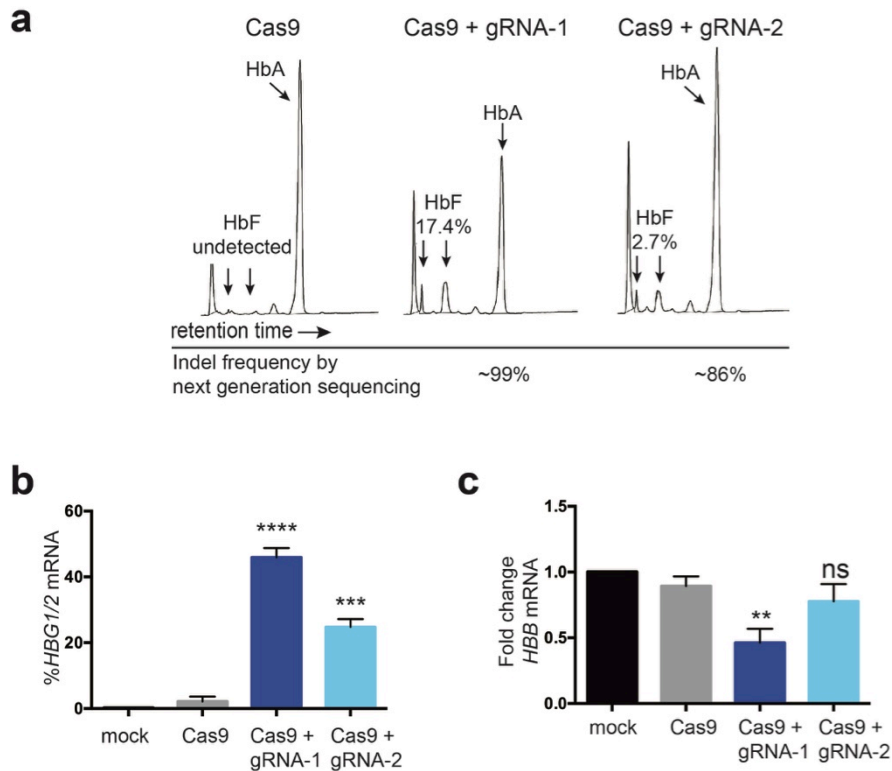 a
Cas9
Cas9 + gRNA-1
Cas9 + gRNA-2
HbA
HbF
undetected
HbA
HbF
17.4%
HbA
HbF
2.7%
retention time
Indel frequency by
next generation sequencing
~99%
~86%
b
%HBG1/2 mRNA
60
40
20
0
****
***
mock
Cas9
Cas9 +
gRNA-1
Cas9 +
gRNA-2
c
Fold change
HBB mRNA
1.5
1.0
0.5
0.0
**
ns
mock
Cas9
Cas9 +
gRNA-1
Cas9 +
gRNA-2